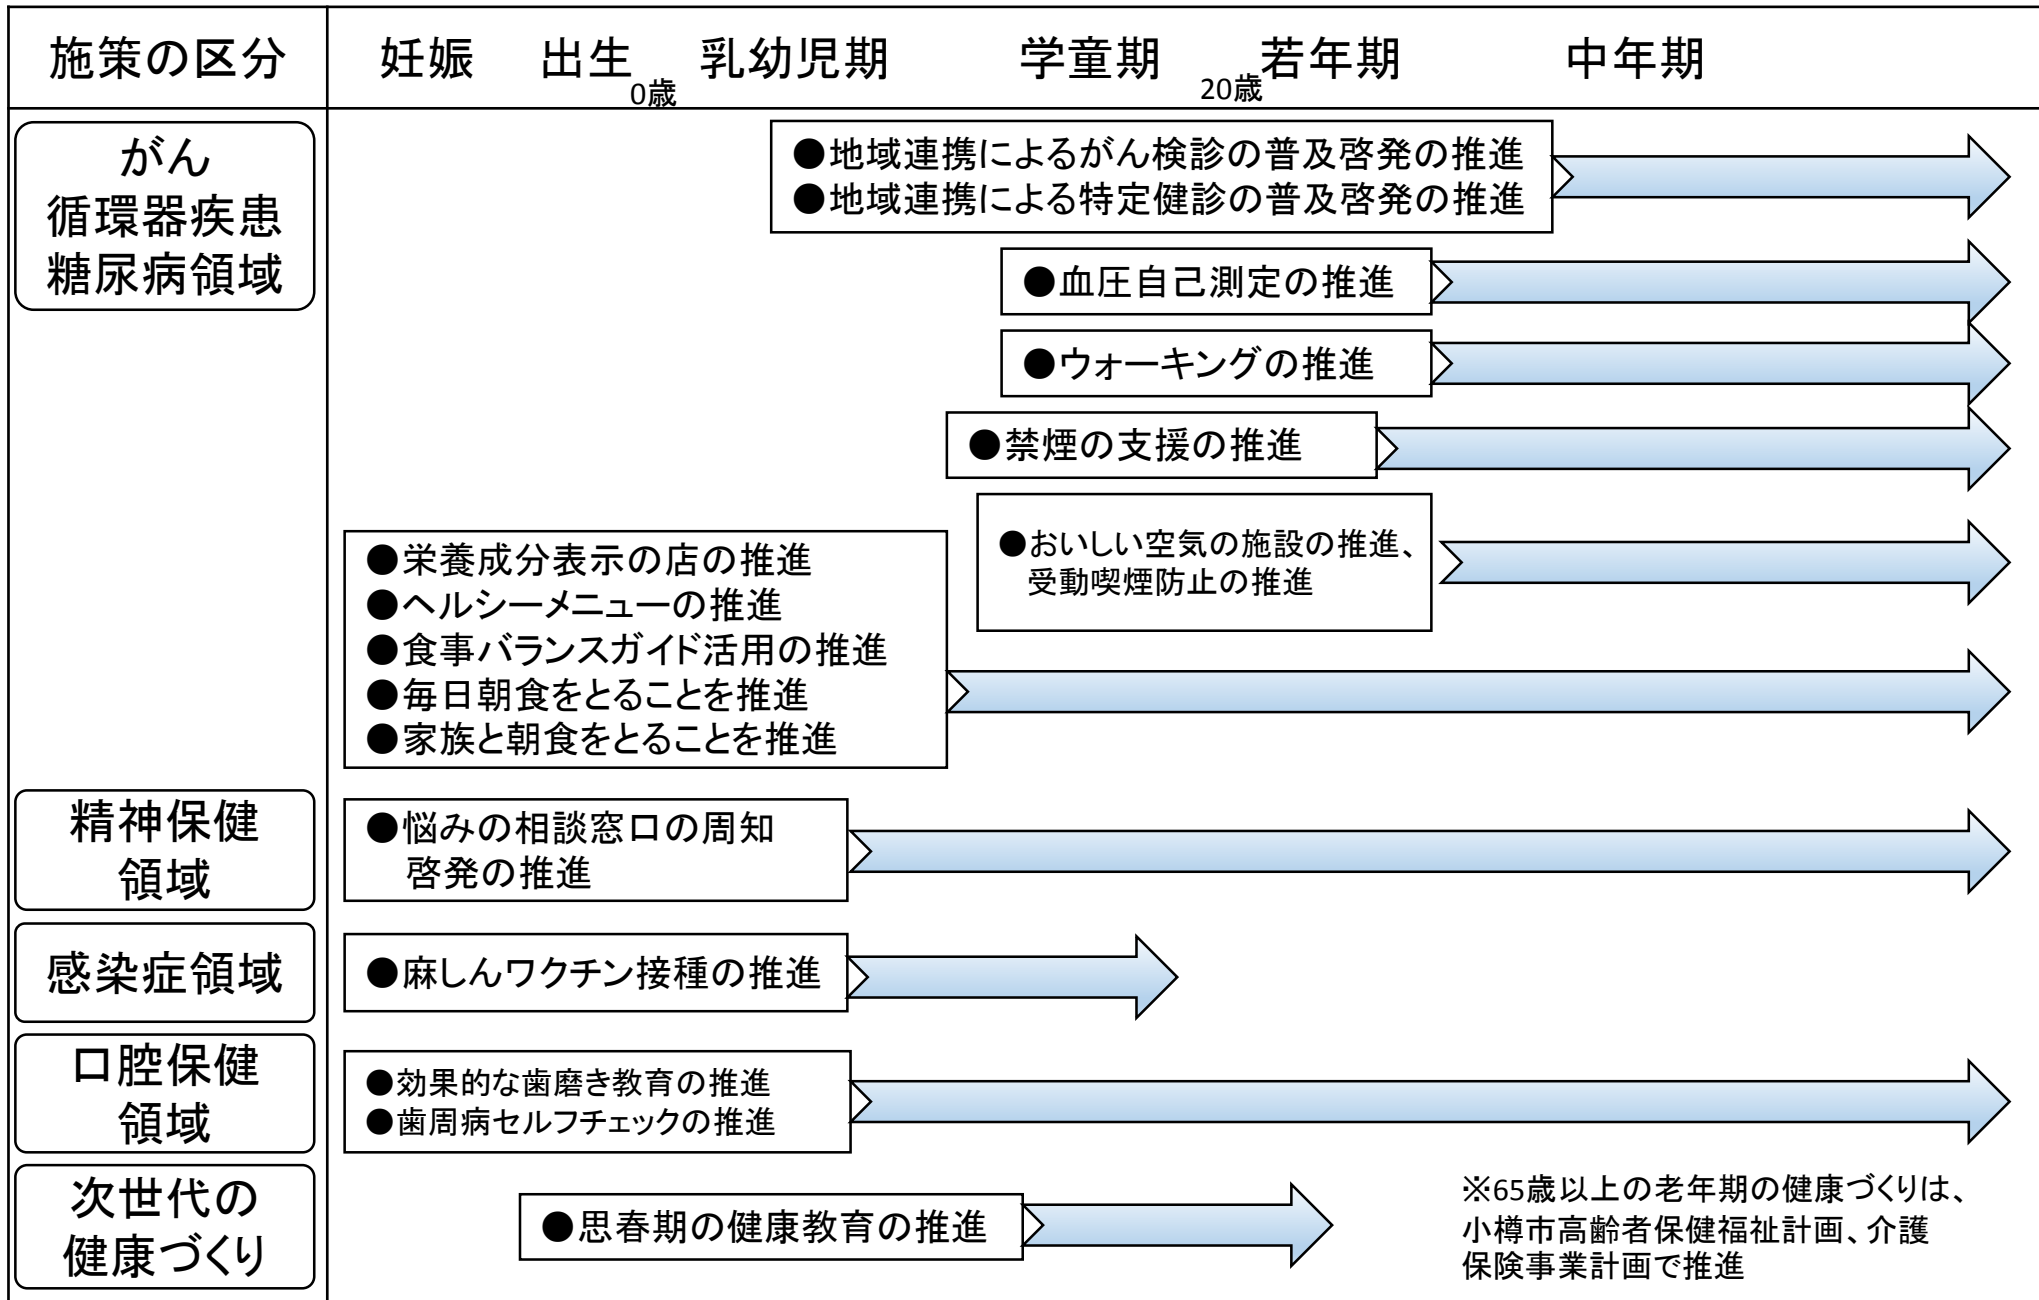 施策の区分
妊娠 出生 0歳 乳幼児期 学童期 20歳 若年期 中年期
がん
循環器疾患
糖尿病領域
●地域連携によるがん検診の普及啓発の推進
●地域連携による特定健診の普及啓発の推進
●血圧自己測定の推進
●ウォーキングの推進
●禁煙の支援の推進
●おいしい空気の施設の推進、
受動喫煙防止の推進
●栄養成分表示の店の推進
●ヘルシーメニューの推進
●食事バランスガイド活用の推進
●毎日朝食をとることを推進
●家族と朝食をとることを推進
精神保健
領域
●悩みの相談窓口の周知
啓発の推進
感染症領域
●麻しんワクチン接種の推進
口腔保健
領域
●効果的な歯磨き教育の推進
●歯周病セルフチェックの推進
次世代の
健康づくり
●思春期の健康教育の推進
※65歳以上の老年期の健康づくりは、
小樽市高齢者保健福祉計画、介護
保険事業計画で推進